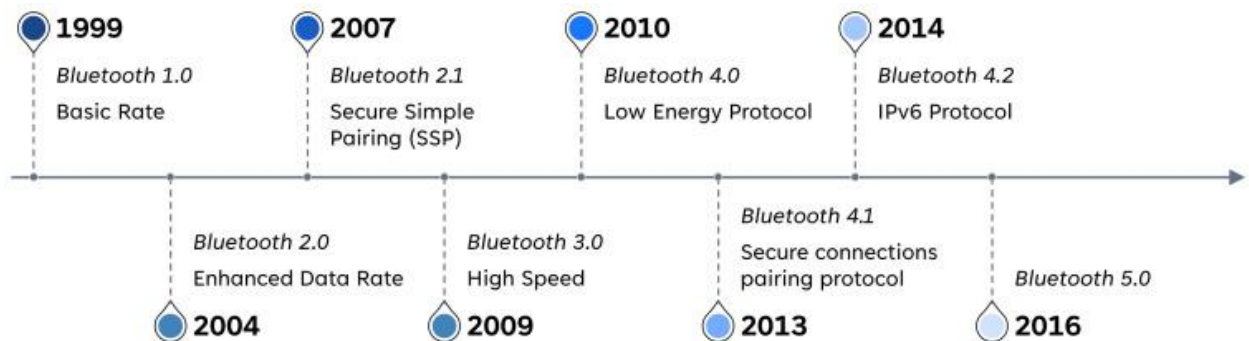 1999
Bluetooth 1.0
Basic Rate
2007
Bluetooth 2.1
Secure Simple
Pairing (SSP)
2010
Bluetooth 4.0
Low Energy Protocol
2014
Bluetooth 4.2
IPv6 Protocol
Bluetooth 2.0
Enhanced Data Rate
2004
Bluetooth 3.0
High Speed
2009
Bluetooth 4.1
Secure connections
pairing protocol
2013
Bluetooth 5.0
2016